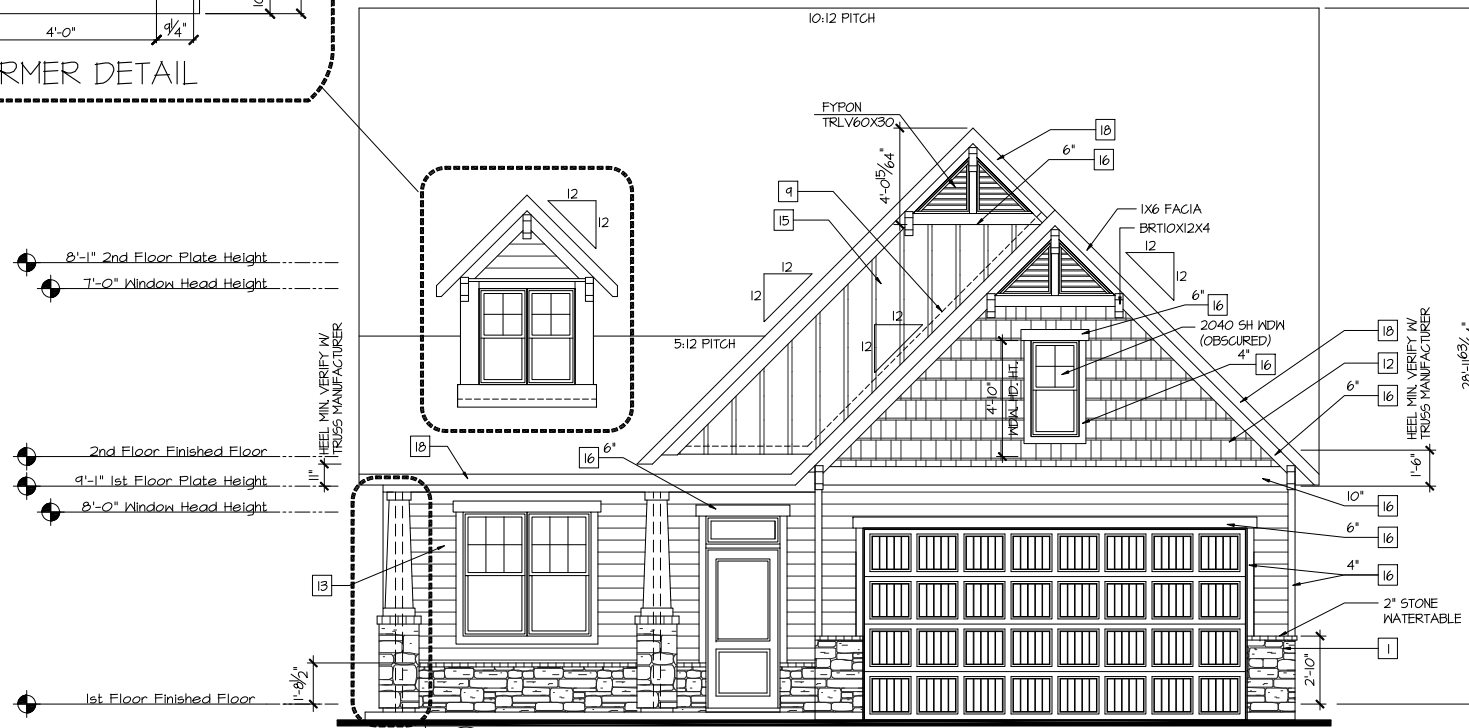 10:12 PITCH
4'-0"
9 1/4"
RMER DETAIL
FYPON
TRLV60X30
18
6"
16
4'-0 15/64"
9
15
1X6 FACIA
BRT10X12X4
12
12
12
12
12
12
12
12
8'-1" 2nd Floor Plate Height
7'-0" Window Head Height
6"
16
2040 SH WDW
(OBSCURED)
4"
16
18
12
6"
16
5:12 PITCH
HEEL MIN. VERIFY W/
TRUSS MANUFACTURER
HEEL MIN. VERIFY W/
TRUSS MANUFACTURER
4'-10"
WDW. HD. HT.
2nd Floor Finished Floor
18
16
6"
9'-1" 1st Floor Plate Height
11"
1'-6"
8'-0" Window Head Height
10"
16
6"
16
4"
16
13
2" STONE
WATERTABLE
1
1'-8 1/2"
2'-10"
1st Floor Finished Floor